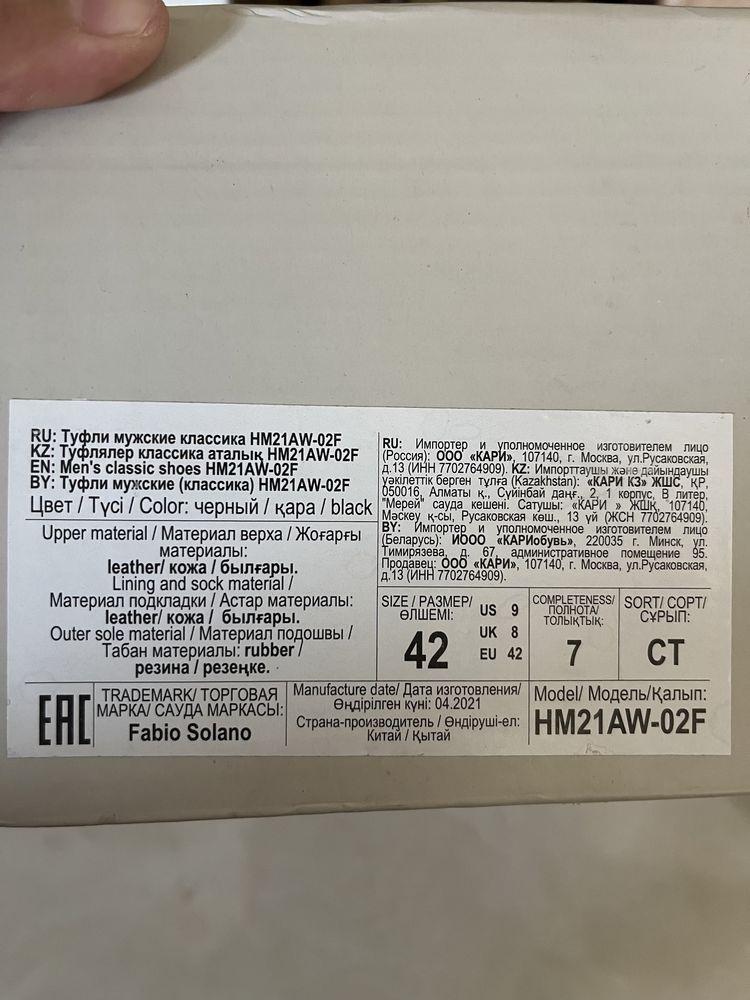 RU: Туфли мужские классика HM21AW-02F
KZ: Туфлялер классика аталық HM21AW-02F
EN: Men's classic shoes HM21AW-02F
BY: Туфли мужские (классика) HM21AW-02F
Цвет / Түсі / Color: черный / қара / black
Upper material / Материал верха / Жоғарғы
материалы:
leather/ кожа / былғары.
Lining and sock material /
Материал подкладки / Астар материалы:
leather/ кожа / былғары.
Outer sole material / Материал подошвы /
Табан материалы: rubber /
резина / резеңке.
RU: Импортер и уполномоченное изготовителем лицо
(Россия): ООО «КАРИ», 107140, г. Москва, ул.Русаковская,
д.13 (ИНН 7702764909). KZ: Импорттаушы және дайындаушы
уәкілеттік берген тұлға (Kazakhstan): «КАРИ КЗ» ЖШС, ҚР,
050016, Алматы қ., Сүйінбай даңғ., 2, 1 корпус, В литер,
"Мерей" сауда кешені. Сатушы: «КАРИ » ЖШҚ, 107140,
Мәскеу қ-сы, Русаковская көш., 13 үй (ЖСН 7702764909).
BY: Импортер и уполномоченное изготовителем лицо
(Беларусь): ИООО «КАРИобувь», 220035 г. Минск, ул.
Тимирязева, д. 67, административное помещение 95.
Продавец: ООО «КАРИ», 107140, г. Москва, ул.Русаковская,
д.13 (ИНН 7702764909).
SIZE / РАЗМЕР/
ӨЛШЕМІ:
42
US 9
UK 8
EU 42
COMPLETENESS/
ПОЛНОТА/
ТОЛЫҚТЫҚ:
7
SORT/ СОРТ/
СҰРЫП:
СТ
EAC
TRADEMARK/ ТОРГОВАЯ
МАРКА/ САУДА МАРКАСЫ:
Fabio Solano
Manufacture date/ Дата изготовления/
Өңдірілген күні: 04.2021
Страна-производитель / Өндіруші-ел:
Китай / Қытай
Model/ Модель/Қалып:
HM21AW-02F